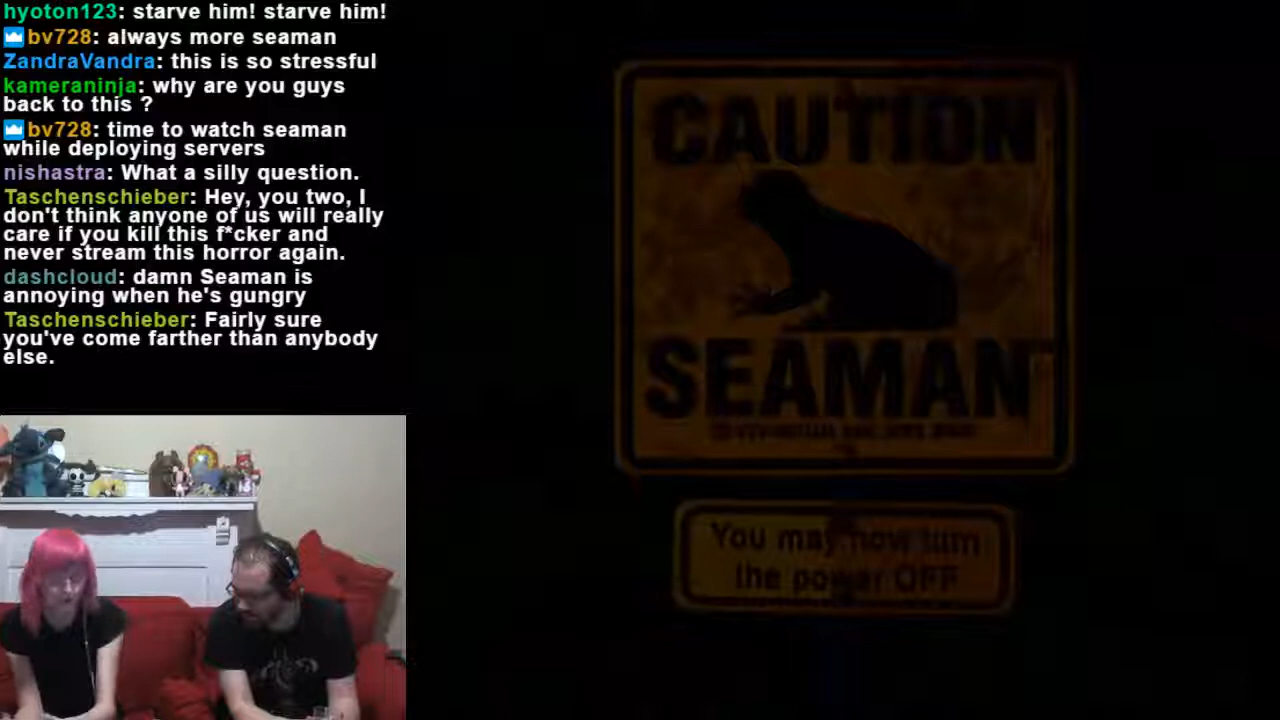 hyoton123: starve him! starve him!
bv728: always more seaman
ZandraVandra: this is so stressful
kameraninja: why are you guys
back to this ?
bv728: time to watch seaman
while deploying servers
nishastra: What a silly question.
Taschenschieber: Hey, you two, I
don't think anyone of us will really
care if you kill this f*cker and
never stream this horror again.
dashcloud: damn Seaman is
annoying when he's gungry
Taschenschieber: Fairly sure
you've come farther than anybody
else.
CAUTION
SEAMAN
You may now turn
the power OFF